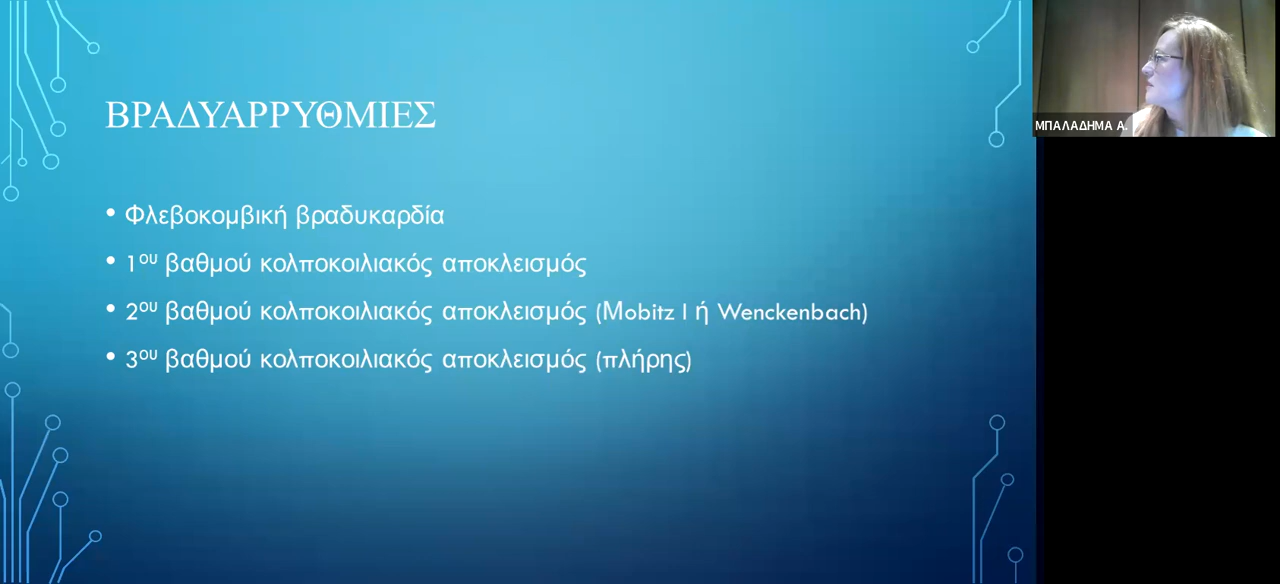 ΒΡΑΔΥΑΡΡΥΘΜΙΕΣ
• Φλεβοκομβική βραδυκαρδία
• 1ου βαθμού κολποκοιλιακός αποκλεισμός
• 2ου βαθμού κολποκοιλιακός αποκλεισμός (Mobitz I ή Wenckenbach)
• 3ου βαθμού κολποκοιλιακός αποκλεισμός (πλήρης)
ΜΠΑΛΑΔΗΜΑ Α.